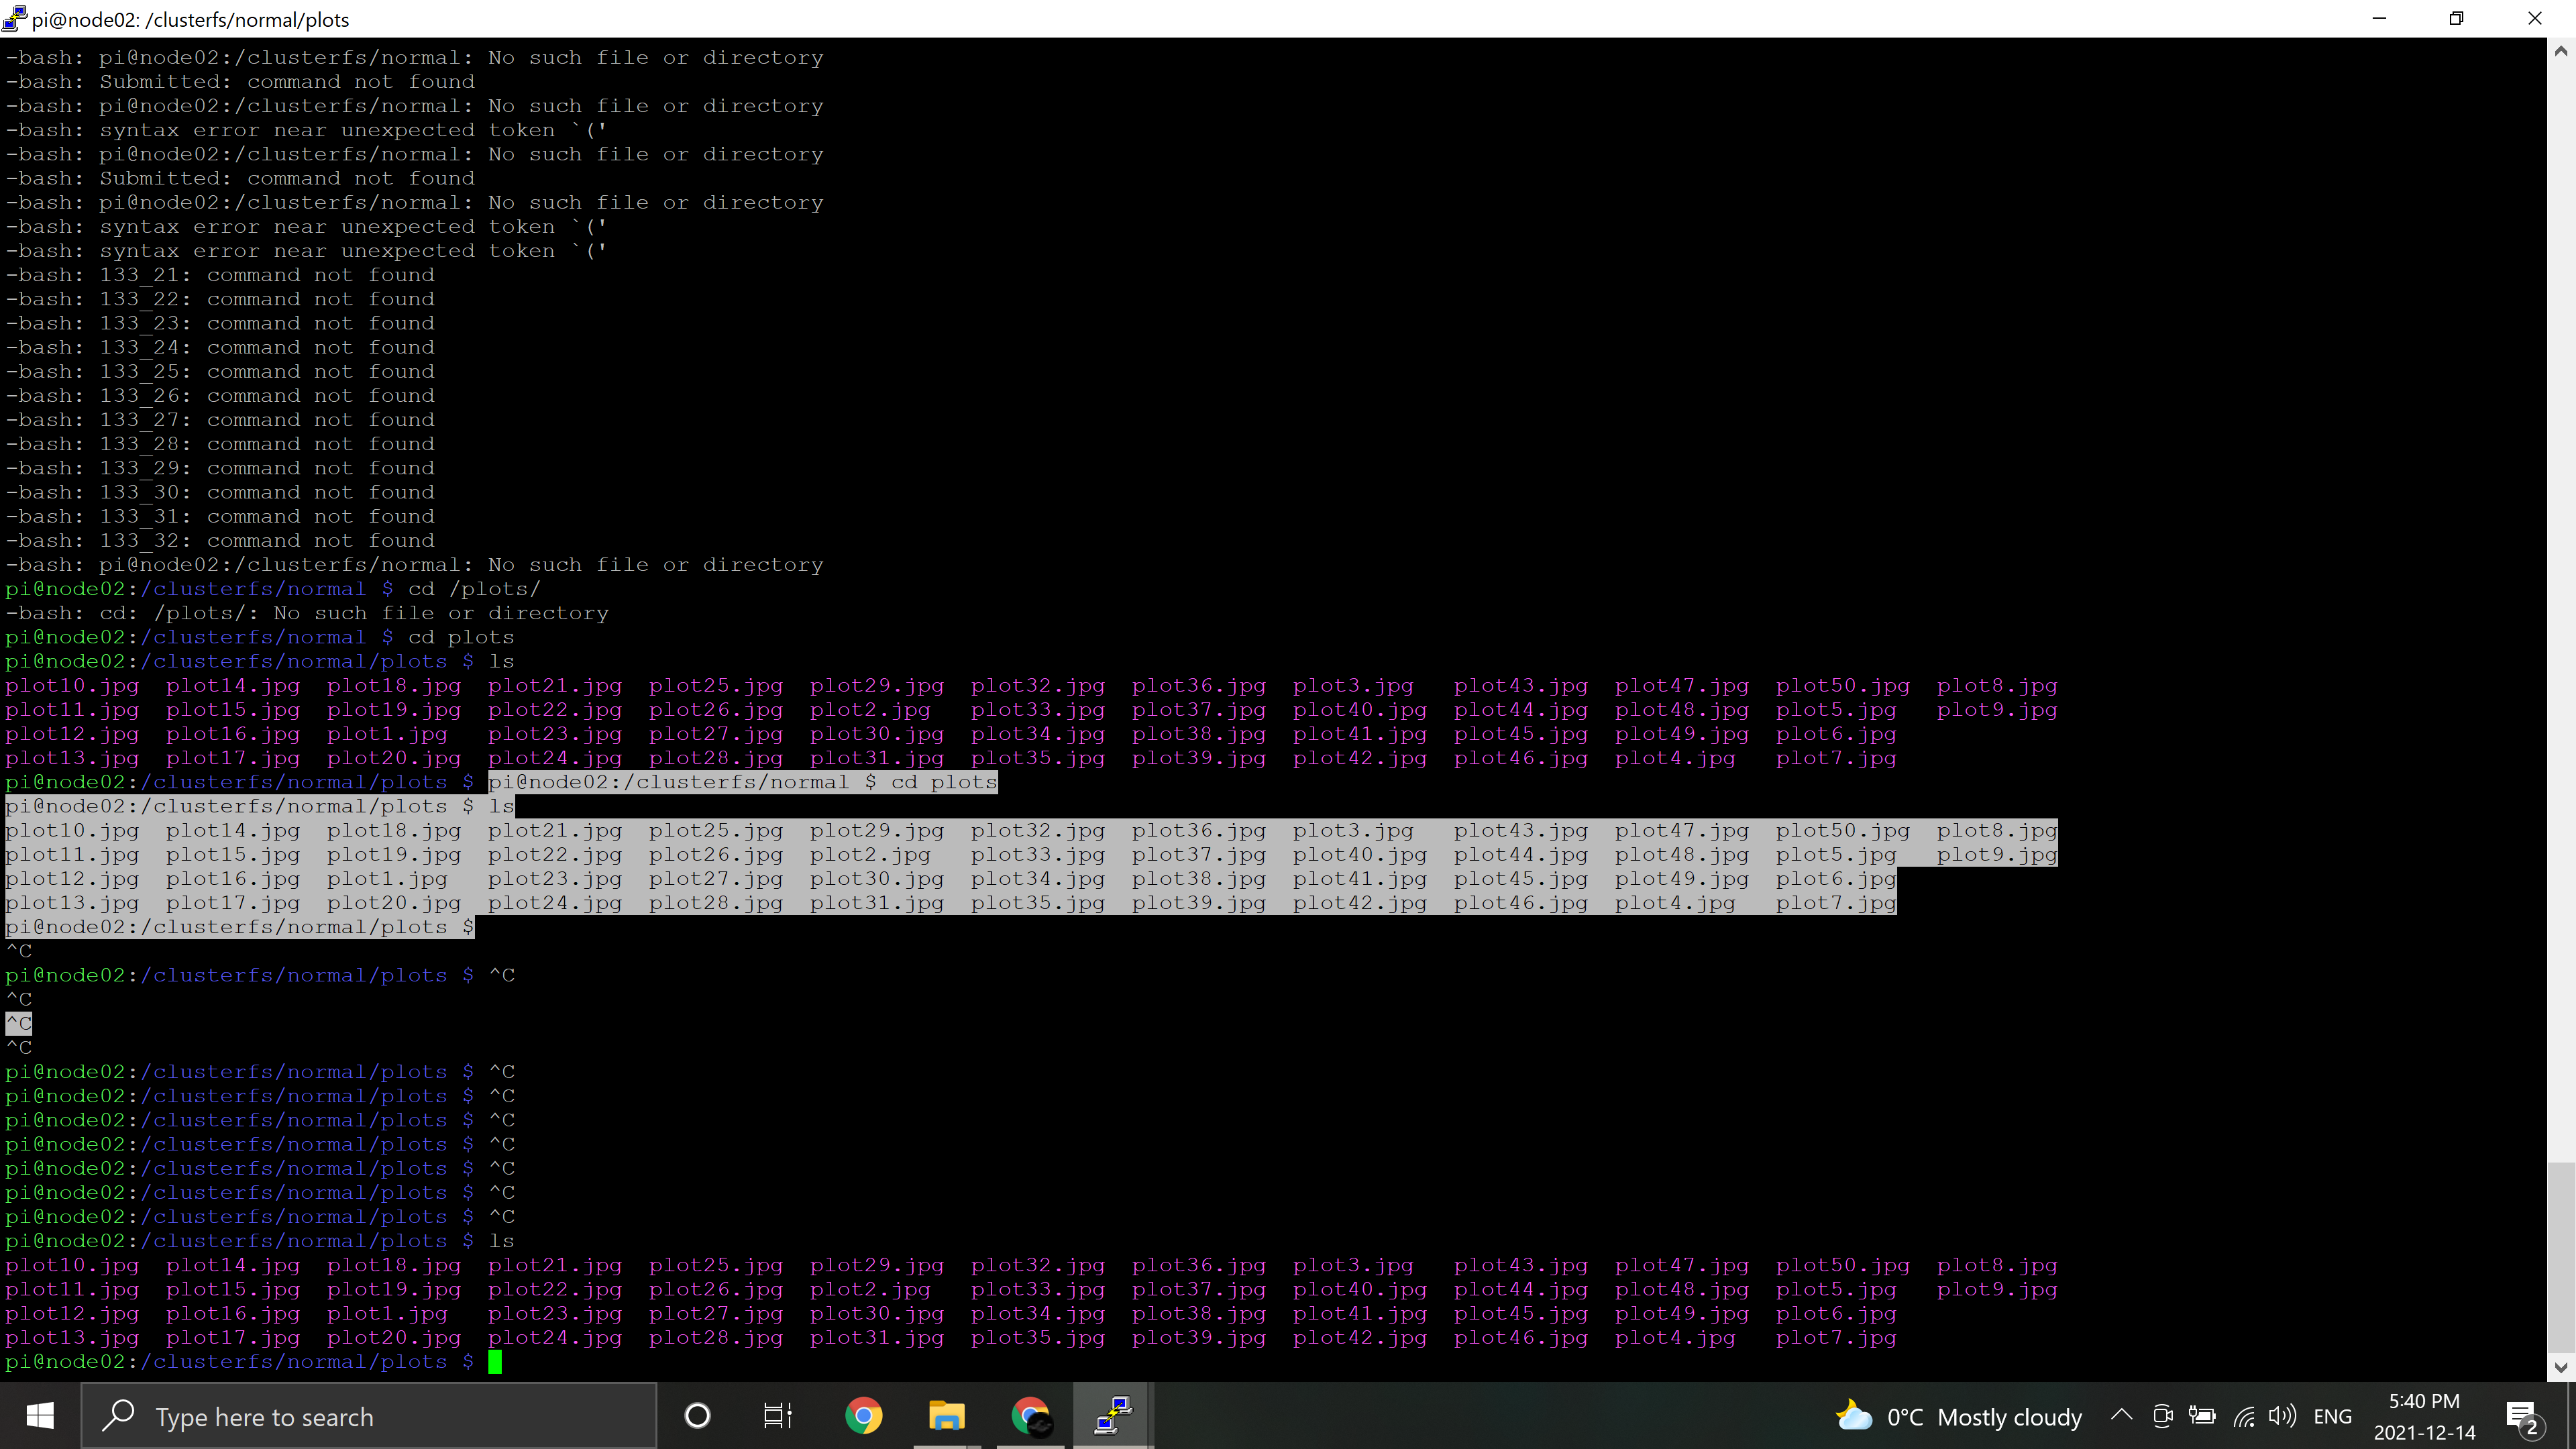 pi@node02: /clusterfs/normal/plots
-bash: pi@node02:/clusterfs/normal: No such file or directory
-bash: Submitted: command not found
-bash: pi@node02:/clusterfs/normal: No such file or directory
-bash: syntax error near unexpected token `('
-bash: pi@node02:/clusterfs/normal: No such file or directory
-bash: Submitted: command not found
-bash: pi@node02:/clusterfs/normal: No such file or directory
-bash: syntax error near unexpected token `('
-bash: syntax error near unexpected token `('
-bash: 133_21: command not found
-bash: 133_22: command not found
-bash: 133_23: command not found
-bash: 133_24: command not found
-bash: 133_25: command not found
-bash: 133_26: command not found
-bash: 133_27: command not found
-bash: 133_28: command not found
-bash: 133_29: command not found
-bash: 133_30: command not found
-bash: 133_31: command not found
-bash: 133_32: command not found
-bash: pi@node02:/clusterfs/normal: No such file or directory
pi@node02:/clusterfs/normal $ cd /plots/
-bash: cd: /plots/: No such file or directory
pi@node02:/clusterfs/normal $ cd plots
pi@node02:/clusterfs/normal/plots $ ls
plot10.jpg  plot14.jpg  plot18.jpg  plot21.jpg  plot25.jpg  plot29.jpg  plot32.jpg  plot36.jpg  plot3.jpg   plot43.jpg  plot47.jpg  plot50.jpg  plot8.jpg
plot11.jpg  plot15.jpg  plot19.jpg  plot22.jpg  plot26.jpg  plot2.jpg   plot33.jpg  plot37.jpg  plot40.jpg  plot44.jpg  plot48.jpg  plot5.jpg   plot9.jpg
plot12.jpg  plot16.jpg  plot1.jpg   plot23.jpg  plot27.jpg  plot30.jpg  plot34.jpg  plot38.jpg  plot41.jpg  plot45.jpg  plot49.jpg  plot6.jpg
plot13.jpg  plot17.jpg  plot20.jpg  plot24.jpg  plot28.jpg  plot31.jpg  plot35.jpg  plot39.jpg  plot42.jpg  plot46.jpg  plot4.jpg   plot7.jpg
pi@node02:/clusterfs/normal/plots $ pi@node02:/clusterfs/normal $ cd plots
pi@node02:/clusterfs/normal/plots $ ls
plot10.jpg  plot14.jpg  plot18.jpg  plot21.jpg  plot25.jpg  plot29.jpg  plot32.jpg  plot36.jpg  plot3.jpg   plot43.jpg  plot47.jpg  plot50.jpg  plot8.jpg
plot11.jpg  plot15.jpg  plot19.jpg  plot22.jpg  plot26.jpg  plot2.jpg   plot33.jpg  plot37.jpg  plot40.jpg  plot44.jpg  plot48.jpg  plot5.jpg   plot9.jpg
plot12.jpg  plot16.jpg  plot1.jpg   plot23.jpg  plot27.jpg  plot30.jpg  plot34.jpg  plot38.jpg  plot41.jpg  plot45.jpg  plot49.jpg  plot6.jpg
plot13.jpg  plot17.jpg  plot20.jpg  plot24.jpg  plot28.jpg  plot31.jpg  plot35.jpg  plot39.jpg  plot42.jpg  plot46.jpg  plot4.jpg   plot7.jpg
pi@node02:/clusterfs/normal/plots $
^C
pi@node02:/clusterfs/normal/plots $ ^C
^C
^C
^C
pi@node02:/clusterfs/normal/plots $ ^C
pi@node02:/clusterfs/normal/plots $ ^C
pi@node02:/clusterfs/normal/plots $ ^C
pi@node02:/clusterfs/normal/plots $ ^C
pi@node02:/clusterfs/normal/plots $ ^C
pi@node02:/clusterfs/normal/plots $ ^C
pi@node02:/clusterfs/normal/plots $ ^C
pi@node02:/clusterfs/normal/plots $ ls
plot10.jpg  plot14.jpg  plot18.jpg  plot21.jpg  plot25.jpg  plot29.jpg  plot32.jpg  plot36.jpg  plot3.jpg   plot43.jpg  plot47.jpg  plot50.jpg  plot8.jpg
plot11.jpg  plot15.jpg  plot19.jpg  plot22.jpg  plot26.jpg  plot2.jpg   plot33.jpg  plot37.jpg  plot40.jpg  plot44.jpg  plot48.jpg  plot5.jpg   plot9.jpg
plot12.jpg  plot16.jpg  plot1.jpg   plot23.jpg  plot27.jpg  plot30.jpg  plot34.jpg  plot38.jpg  plot41.jpg  plot45.jpg  plot49.jpg  plot6.jpg
plot13.jpg  plot17.jpg  plot20.jpg  plot24.jpg  plot28.jpg  plot31.jpg  plot35.jpg  plot39.jpg  plot42.jpg  plot46.jpg  plot4.jpg   plot7.jpg
pi@node02:/clusterfs/normal/plots $
Type here to search
0°C Mostly cloudy
ENG
5:40 PM
2021-12-14
2